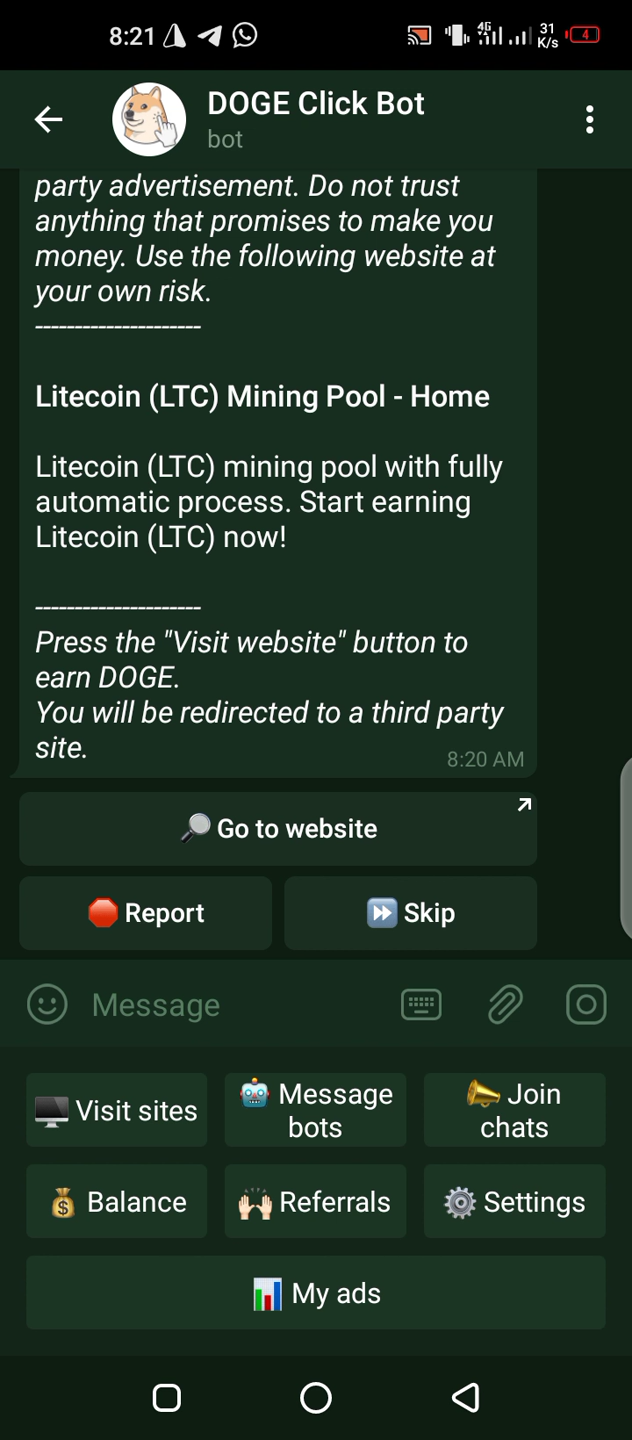 8:21
4G
31
K/s
4
DOGE Click Bot
bot
party advertisement. Do not trust
anything that promises to make you
money. Use the following website at
your own risk.
---------------------
Litecoin (LTC) Mining Pool - Home
Litecoin (LTC) mining pool with fully
automatic process. Start earning
Litecoin (LTC) now!
---------------------
Press the "Visit website" button to
earn DOGE.
You will be redirected to a third party
site.
8:20 AM
Go to website
Report
Skip
Message
Visit sites
Message
bots
Join
chats
Balance
Referrals
Settings
My ads